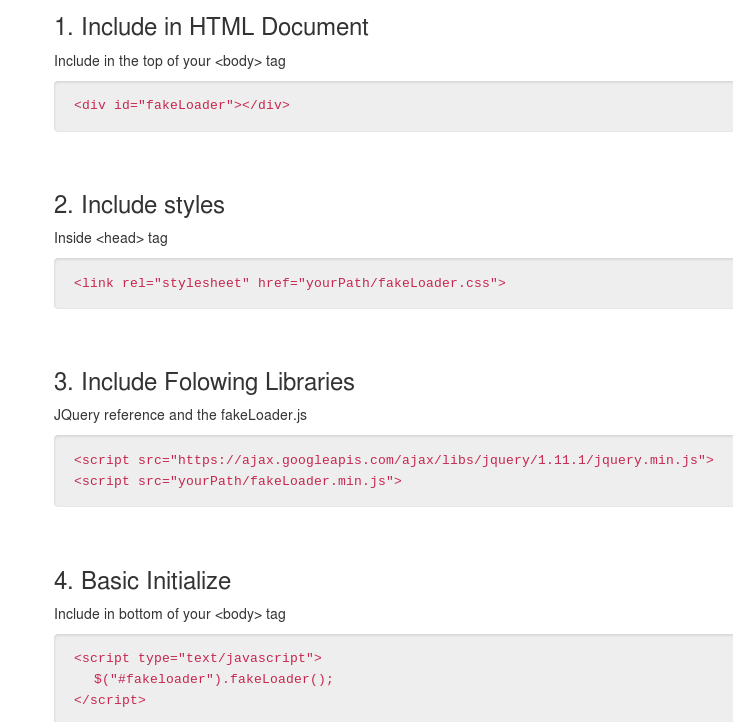 1. Include in HTML Document
Include in the top of your <body> tag
<div id="fakeLoader"></div>
2. Include styles
Inside <head> tag
<link rel="stylesheet" href="yourPath/fakeLoader.css">
3. Include Folowing Libraries
JQuery reference and the fakeLoader.js
<script src="https://ajax.googleapis.com/ajax/libs/jquery/1.11.1/jquery.min.js">
<script src="yourPath/fakeLoader.min.js">
4. Basic Initialize
Include in bottom of your <body> tag
<script type="text/javascript">
$("#fakeloader").fakeLoader();
</script>